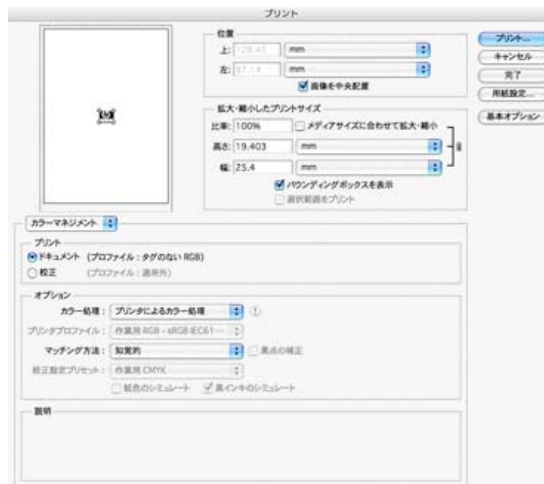 プリント
位置
上: 129.41 mm
左: 87.14 mm
画像を中央配置
拡大・縮小したプリントサイズ
比率: 100% メディアサイズに合わせて拡大・縮小
高さ: 19.403 mm
幅: 25.4 mm
バウンディングボックスを表示
選択範囲をプリント
プリント...
キャンセル
完了
用紙設定...
基本オプション
カラーマネジメント
プリント
ドキュメント (プロファイル : タグのない RGB)
校正 (プロファイル : 適用外)
オプション
カラー処理 : プリンタによるカラー処理
プリンタプロファイル : 作業用 RGB - sRGB IEC61...
マッチング方法 : 知覚的 黒点の補正
校正設定プリセット : 作業用 CMYK
紙色のシミュレート 黒インキのシミュレート
説明